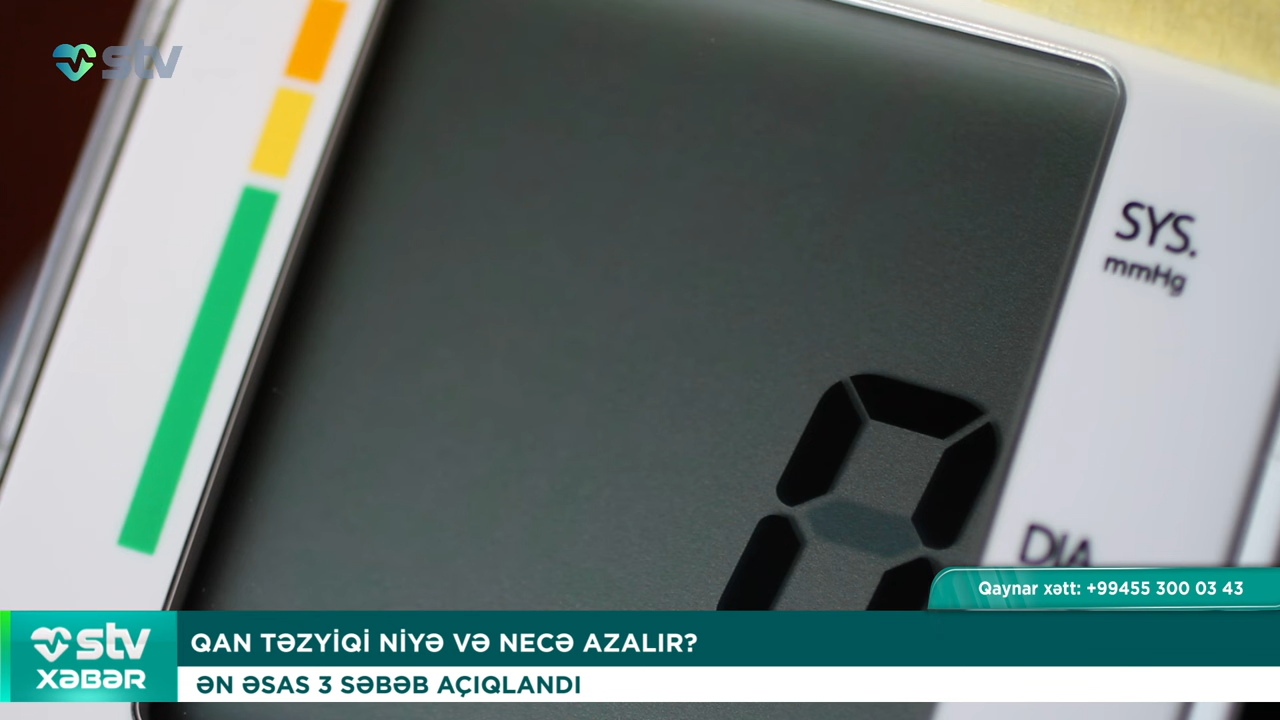 stv
SYS.
mmHg
0
DIA
Qaynar xətt: +99455 300 03 43
stv
XƏBƏR
QAN TƏZYİQİ NİYƏ VƏ NECƏ AZALIR?
ƏN ƏSAS 3 SƏBƏB AÇIQLANDI